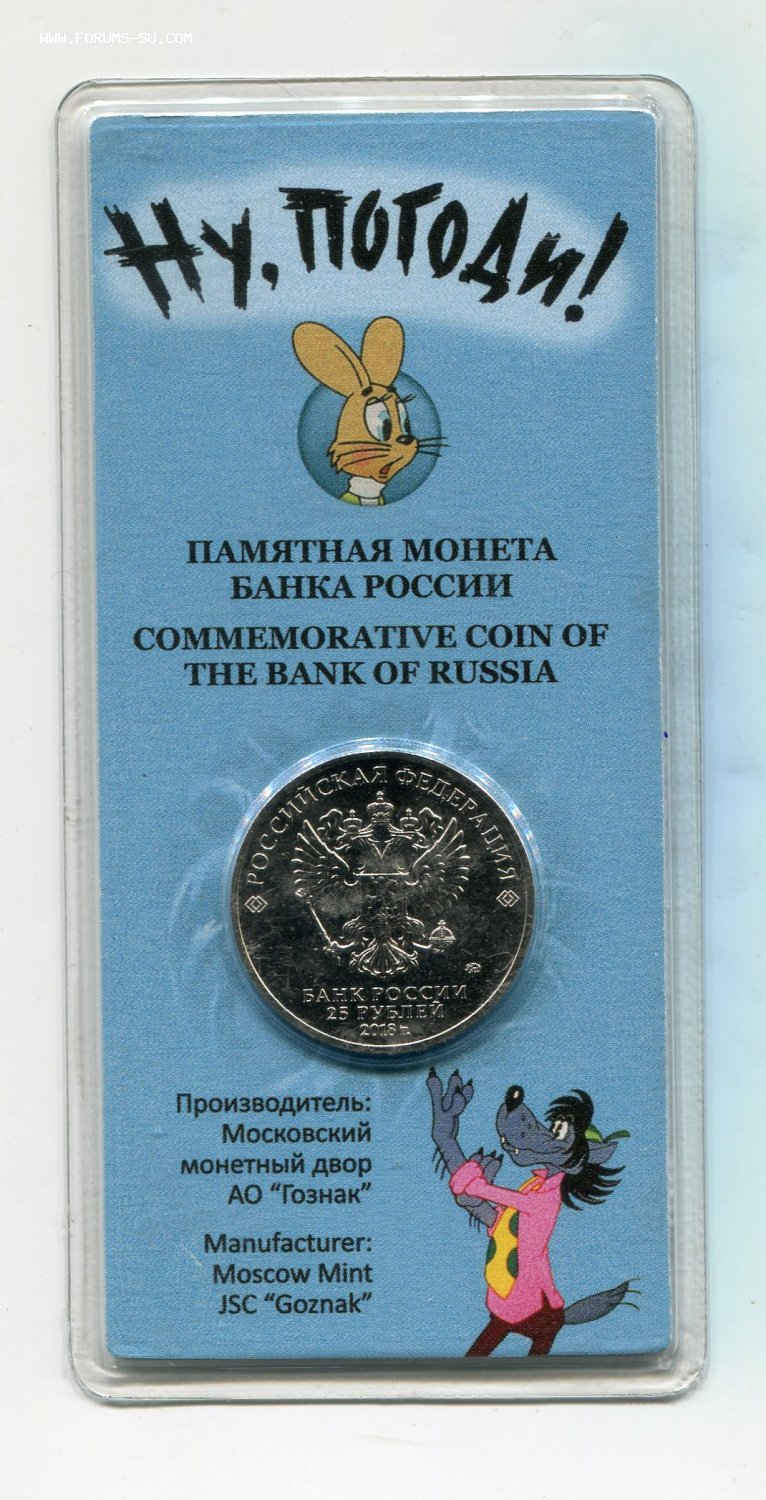 WWW.FORUMS-SU.COM
Ну, погоди!
ПАМЯТНАЯ МОНЕТА
БАНКА РОССИИ
COMMEMORATIVE COIN OF
THE BANK OF RUSSIA
РОССИЙСКАЯ ФЕДЕРАЦИЯ
БАНК РОССИИ
25 РУБЛЕЙ
2018 г.
Производитель:
Московский
монетный двор
АО “Гознак”
Manufacturer:
Moscow Mint
JSC “Goznak”